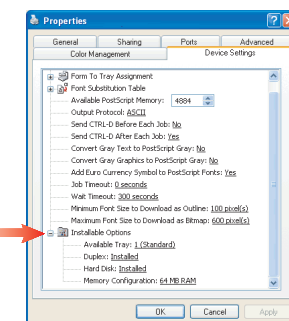 Properties
General Sharing Ports Advanced
Color Management Device Settings
Form To Tray Assignment
Font Substitution Table
Available PostScript Memory: 4884
Output Protocol: ASCII
Send CTRL-D Before Each Job: No
Send CTRL-D After Each Job: Yes
Convert Gray Text to PostScript Gray: No
Convert Gray Graphics to PostScript Gray: No
Add Euro Currency Symbol to PostScript Fonts: Yes
Job Timeout: 0 seconds
Wait Timeout: 300 seconds
Minimum Font Size to Download as Outline: 100 pixel(s)
Maximum Font Size to Download as Bitmap: 600 pixel(s)
Installable Options
Available Tray: 1 (Standard)
Duplex: Installed
Hard Disk: Installed
Memory Configuration: 64 MB RAM
OK Cancel Apply